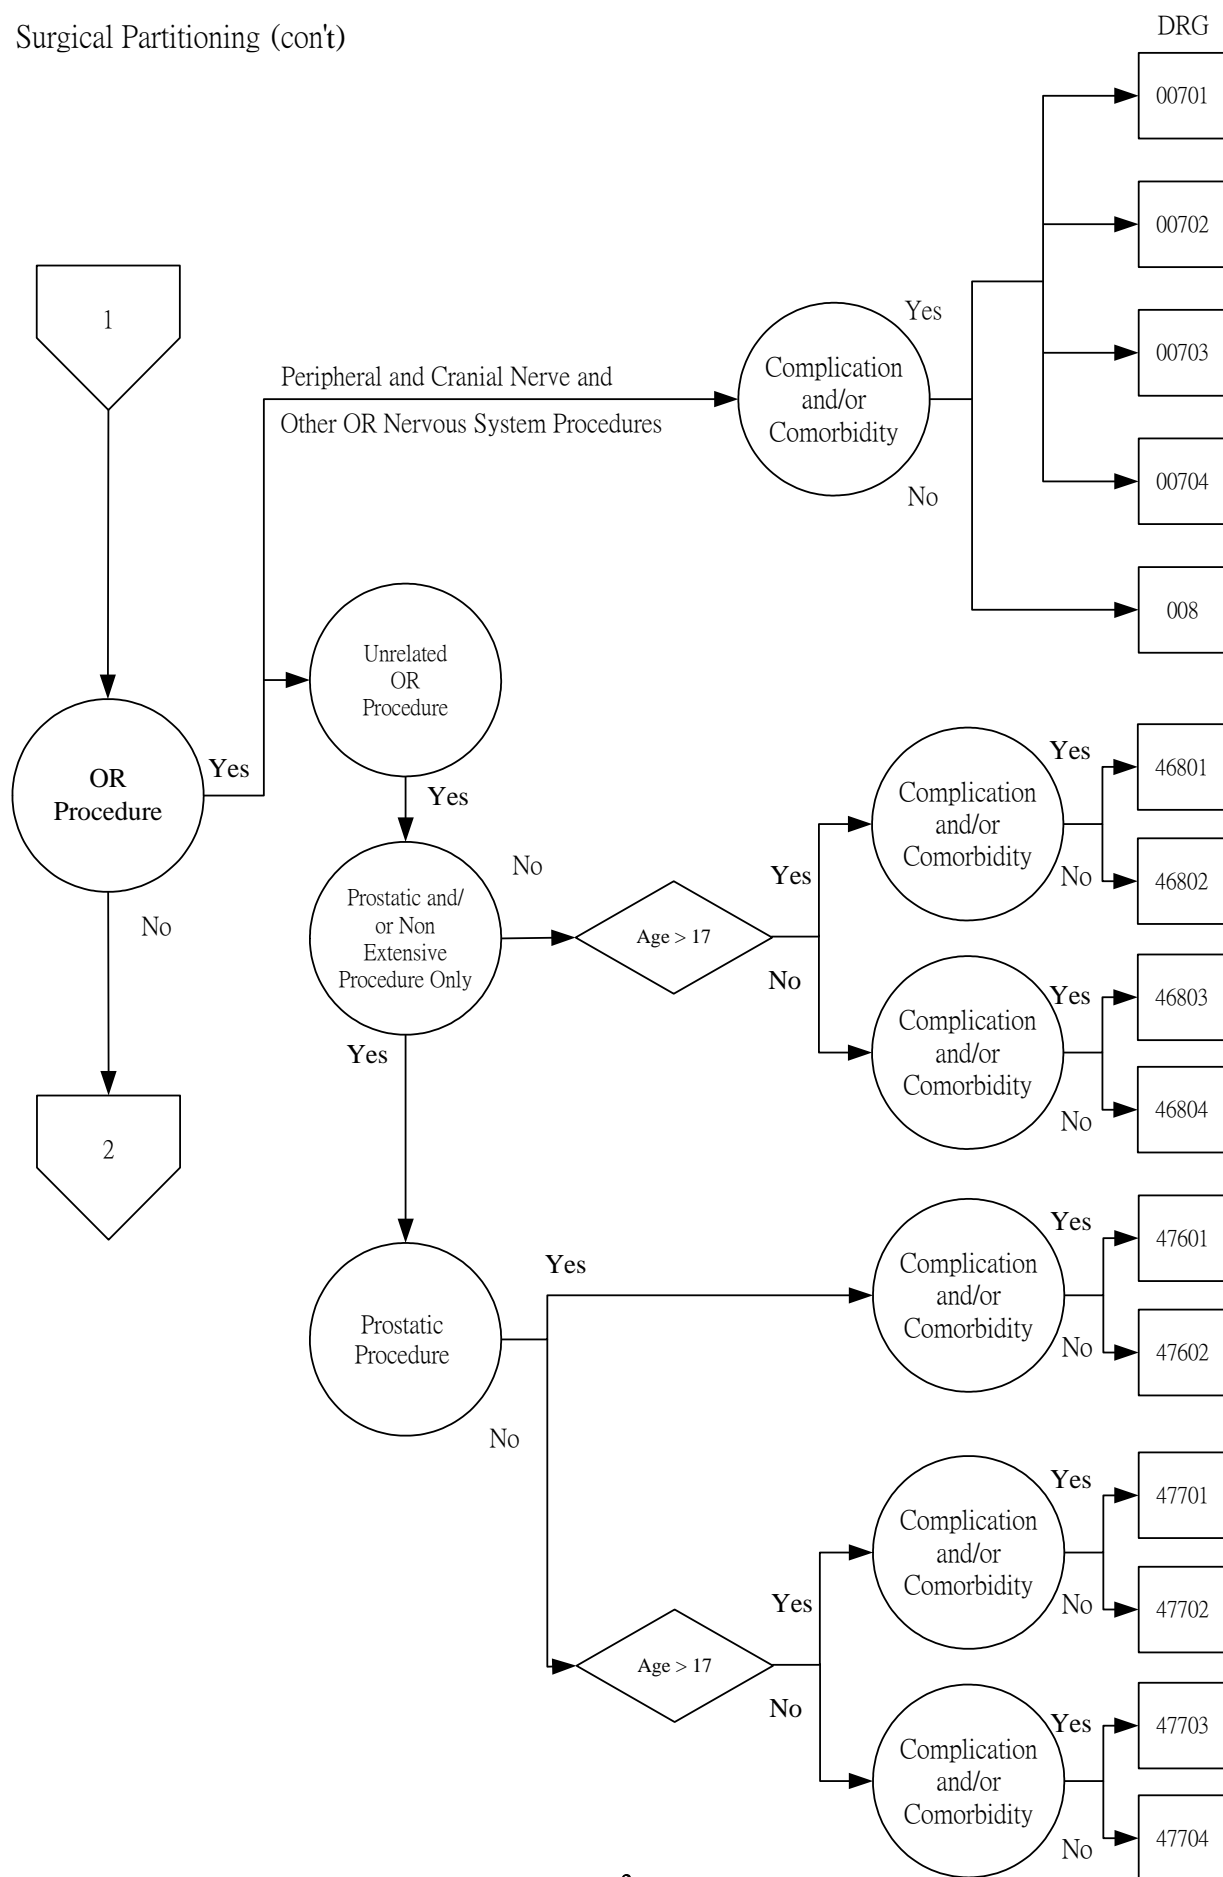 Surgical Partitioning (con't)
DRG
00701
00702
1
Yes
00703
Peripheral and Cranial Nerve and
Other OR Nervous System Procedures
Complication
and/or
Comorbidity
No
00704
008
Unrelated
OR
Procedure
OR
Procedure
Yes
Yes
No
Prostatic and/
or Non
Extensive
Procedure Only
No
Age > 17
Yes
No
Yes
Complication
and/or
Comorbidity
Yes
46801
No
46802
Complication
and/or
Comorbidity
Yes
46803
No
46804
2
Prostatic
Procedure
Yes
No
Complication
and/or
Comorbidity
Yes
47601
No
47602
Age > 17
Yes
No
Complication
and/or
Comorbidity
Yes
47701
No
47702
Complication
and/or
Comorbidity
Yes
47703
No
47704